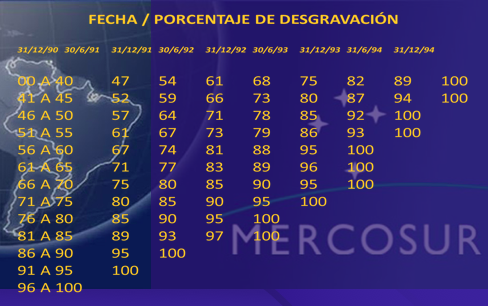 FECHA / PORCENTAJE DE DESGRAVACIÓN
31/12/90 30/6/91 31/12/91 30/6/92 31/12/92 30/6/93 31/12/93 31/6/94 31/12/94
00 A 40 47 54 61 68 75 82 89 100
41 A 45 52 59 66 73 80 87 94 100
46 A 50 57 64 71 78 85 92 100
51 A 55 61 67 73 79 86 93 100
56 A 60 67 74 81 88 95 100
61 A 65 71 77 83 89 96 100
66 A 70 75 80 85 90 95 100
71 A 75 80 85 90 95 100
76 A 80 85 90 95 100
81 A 85 89 93 97 100
86 A 90 95 100
91 A 95 100
96 A 100
MERCOSUR